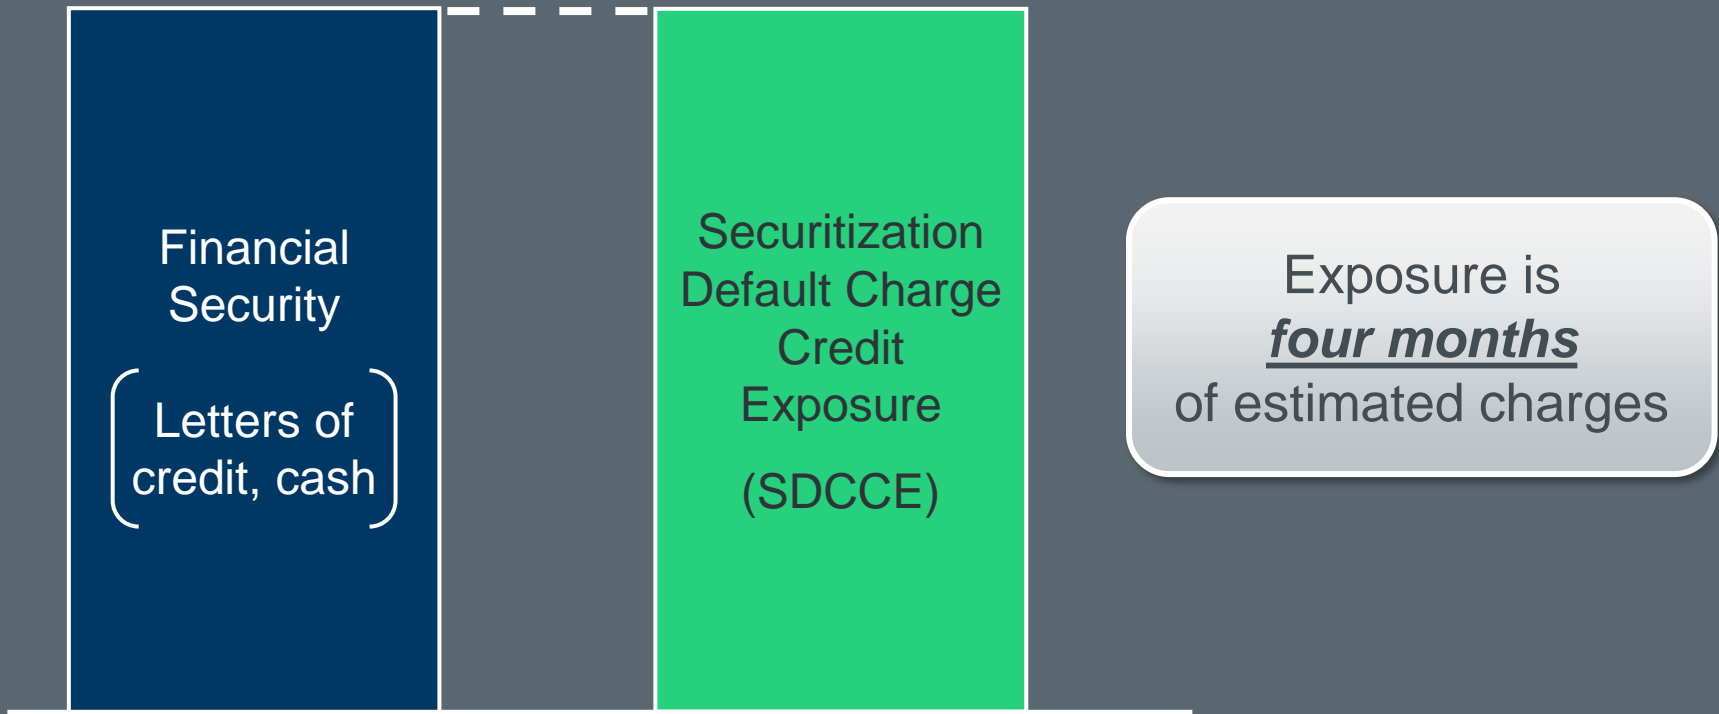 Financial
Security
Letters of
credit, cash
Securitization
Default Charge
Credit
Exposure
(SDCCE)
Exposure is
four months
of estimated charges